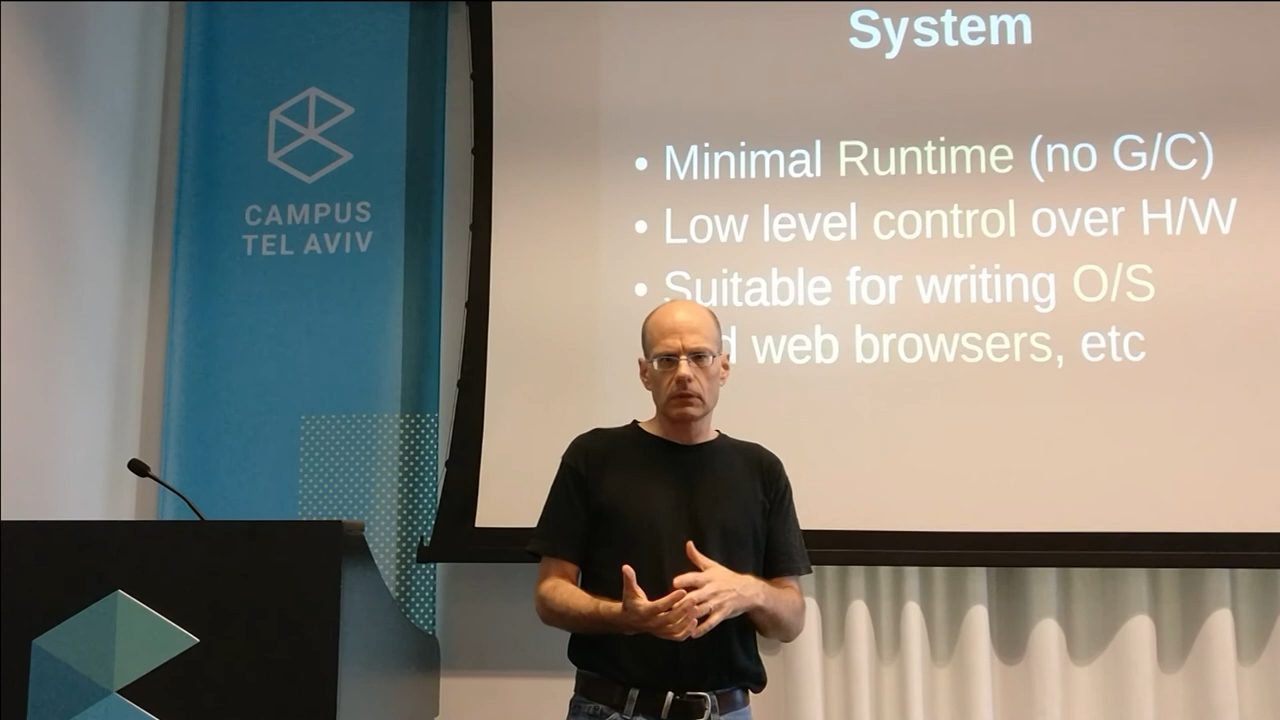 CAMPUS
TEL AVIV
System
• Minimal Runtime (no G/C)
• Low level control over H/W
• Suitable for writing O/S
web browsers, etc